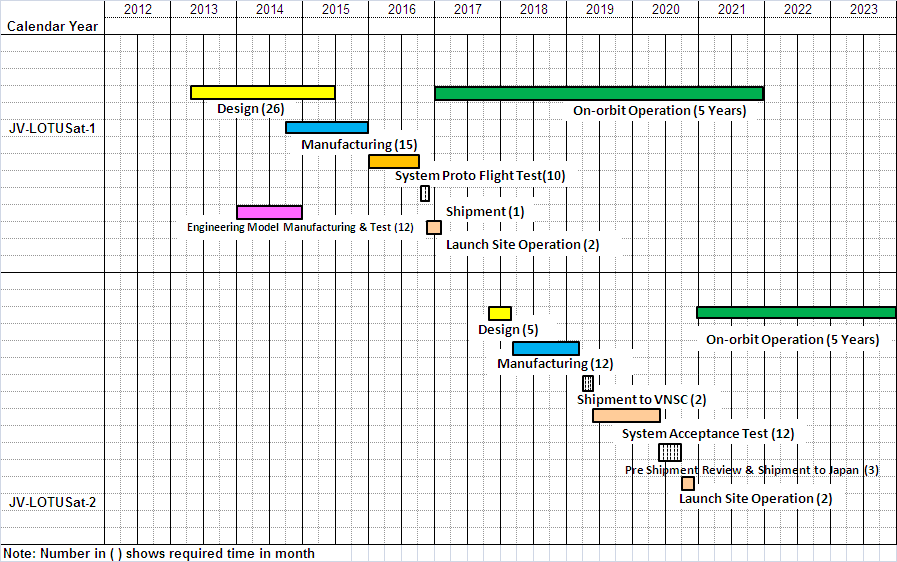 2012 2013 2014 2015 2016 2017 2018 2019 2020 2021 2022 2023
Calendar Year
Design (26)
On-orbit Operation (5 Years)
JV-LOTUSat-1
Manufacturing (15)
System Proto Flight Test(10)
Shipment (1)
Engineering Model Manufacturing & Test (12)
Launch Site Operation (2)
Design (5)
On-orbit Operation (5 Years)
Manufacturing (12)
Shipment to VNSC (2)
System Acceptance Test (12)
Pre Shipment Review & Shipment to Japan (3)
Launch Site Operation (2)
JV-LOTUSat-2
Note: Number in ( ) shows required time in month